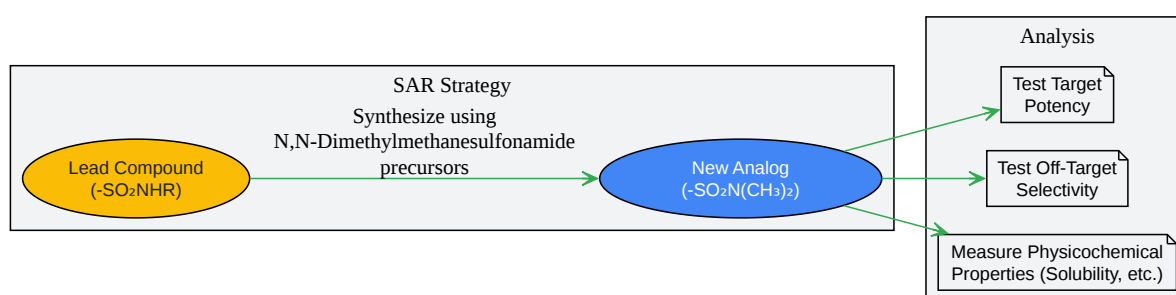 SAR Strategy
Synthesize using
N,N-Dimethylmethanesulfonamide
precursors
Lead Compound
(-SO₂NHR)
New Analog
(-SO₂N(CH₃)₂)
Analysis
Test Target
Potency
Test Off-Target
Selectivity
Measure Physicochemical
Properties (Solubility, etc.)